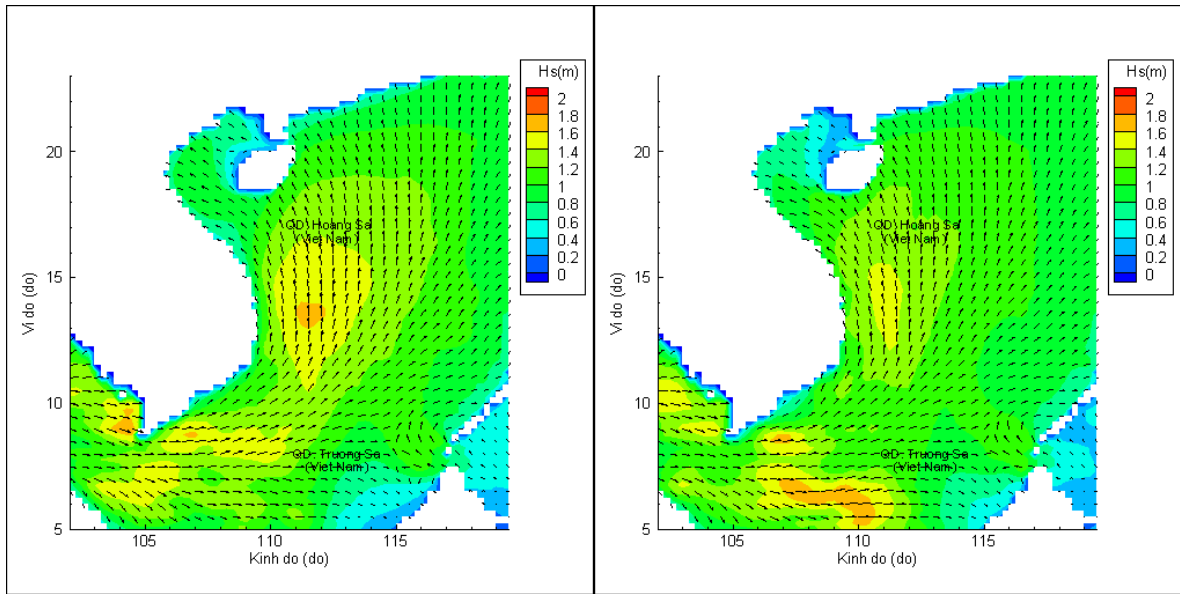 Hs(m)
2
1.8
1.6
1.4
1.2
1
0.8
0.6
0.4
0.2
0
20
15
10
5
Vi do (do)
QD. Hoang Sa
(Viet Nam)
QD. Truong Sa
(Viet Nam)
105
110
115
Kinh do (do)
Hs(m)
2
1.8
1.6
1.4
1.2
1
0.8
0.6
0.4
0.2
0
20
15
10
5
Vi do (do)
QD. Hoang Sa
(Viet Nam)
QD. Truong Sa
(Viet Nam)
105
110
115
Kinh do (do)